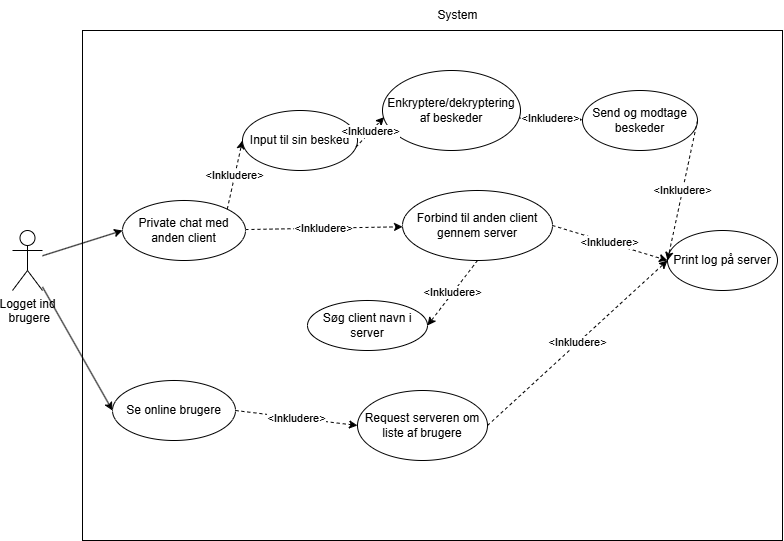 System
Enkryptere/dekryptering
af beskeder
Send og modtage
beskeder
<Inkludere>
<Inkludere>
Input til sin besked
<Inkludere>
<Inkludere>
Private chat med
anden client
<Inkludere>
Forbind til anden client
gennem server
<Inkludere>
Print log på server
Logget ind
brugere
<Inkludere>
Søg client navn i
server
<Inkludere>
Se online brugere
<Inkludere>
Request serveren om
liste af brugere